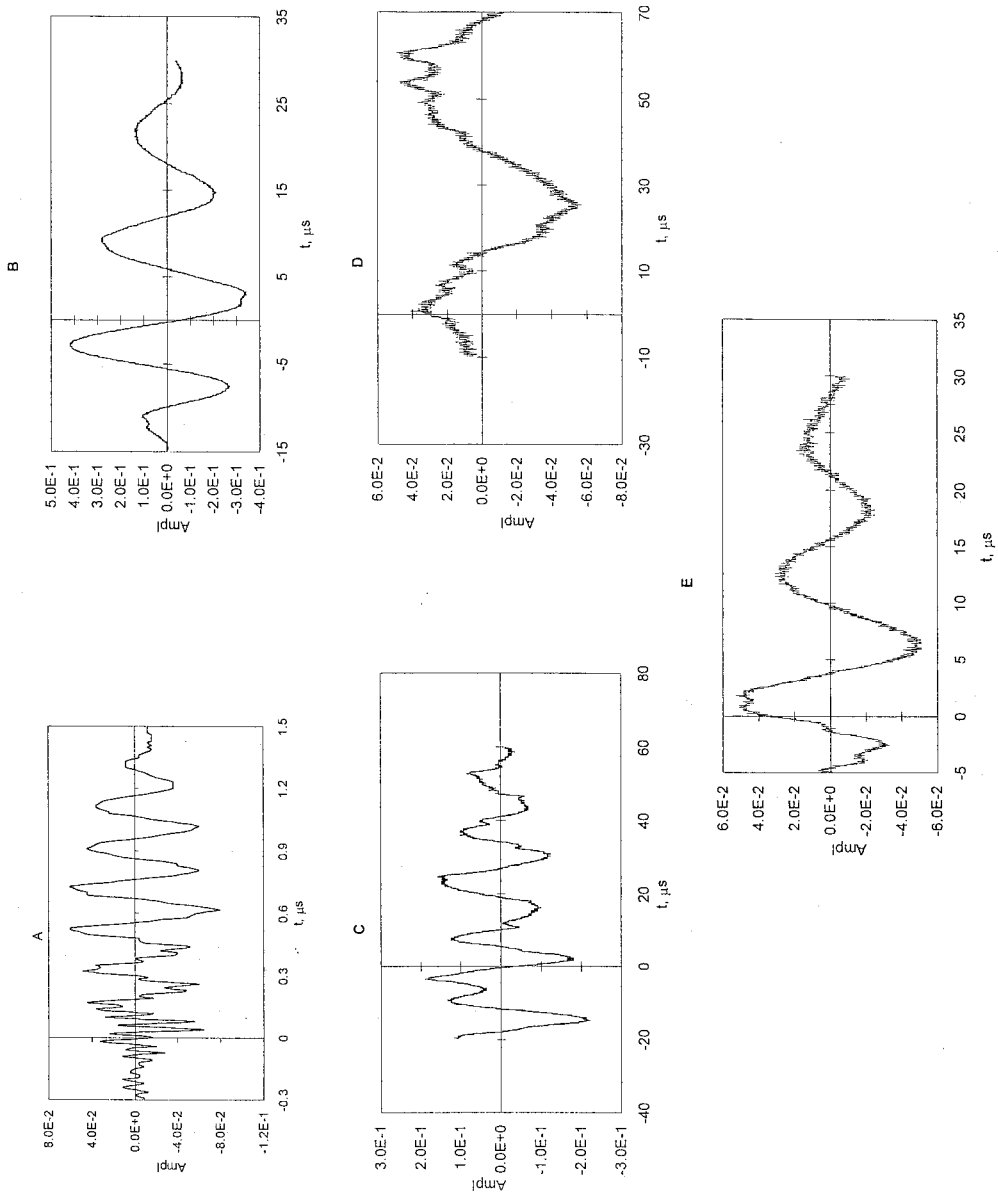 A
8.0E-2
4.0E-2
0.0E+0
-4.0E-2
-8.0E-2
-1.2E-1
Ampl
-0.3
0
0.3
0.6
0.9
1.2
1.5
t, μs
B
5.0E-1
4.0E-1
3.0E-1
2.0E-1
1.0E-1
0.0E+0
-1.0E-1
-2.0E-1
-3.0E-1
-4.0E-1
Ampl
-15
-5
5
15
25
35
t, μs
C
3.0E-1
2.0E-1
1.0E-1
0.0E+0
-1.0E-1
-2.0E-1
-3.0E-1
Ampl
-40
-20
0
20
40
60
80
t, μs
D
6.0E-2
4.0E-2
2.0E-2
0.0E+0
-2.0E-2
-4.0E-2
-6.0E-2
-8.0E-2
Ampl
-30
-10
10
30
50
70
t, μs
E
6.0E-2
4.0E-2
2.0E-2
0.0E+0
-2.0E-2
-4.0E-2
-6.0E-2
Ampl
-5
0
5
10
15
20
25
30
35
t, μs